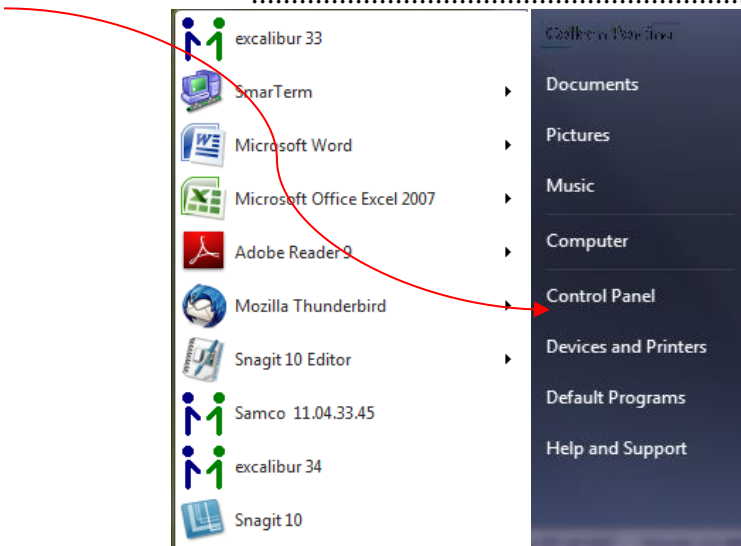 excalibur 33
SmarTerm
Microsoft Word
Microsoft Office Excel 2007
Adobe Reader 9
Mozilla Thunderbird
Snagit 10 Editor
Samco 11.04.33.45
excalibur 34
Snagit 10
Documents
Pictures
Music
Computer
Control Panel
Devices and Printers
Default Programs
Help and Support